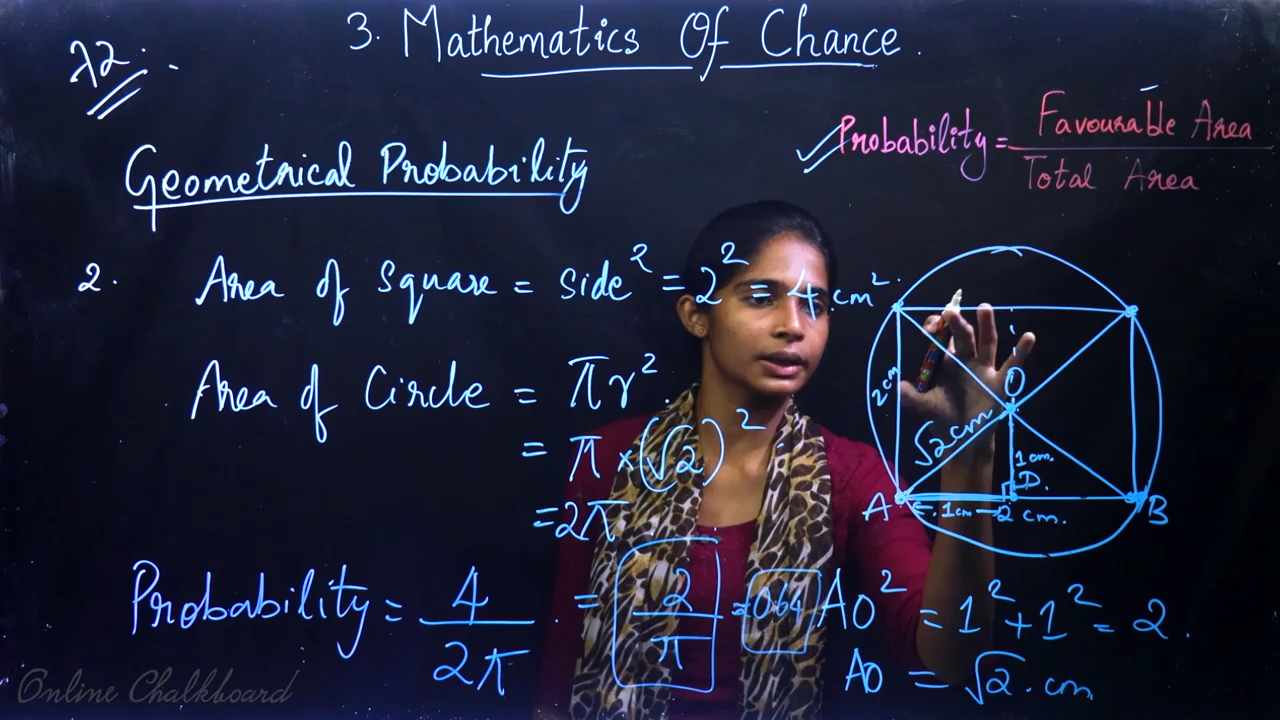 3. Mathematics Of Chance.
72.
Probability = Favourable Area / Total Area
Geometrical Probability
2. Area of square = side² = 2² = 4 cm².
Area of Circle = πr².
= π × (√2)²
= 2π
Probability = 4/2π = 2/π = 0.64
O
2cm
√2cm
1cm.
D.
A
1cm
2 cm.
B
AO² = 1² + 1² = 2.
AO = √2 . cm
Online Chalkboard